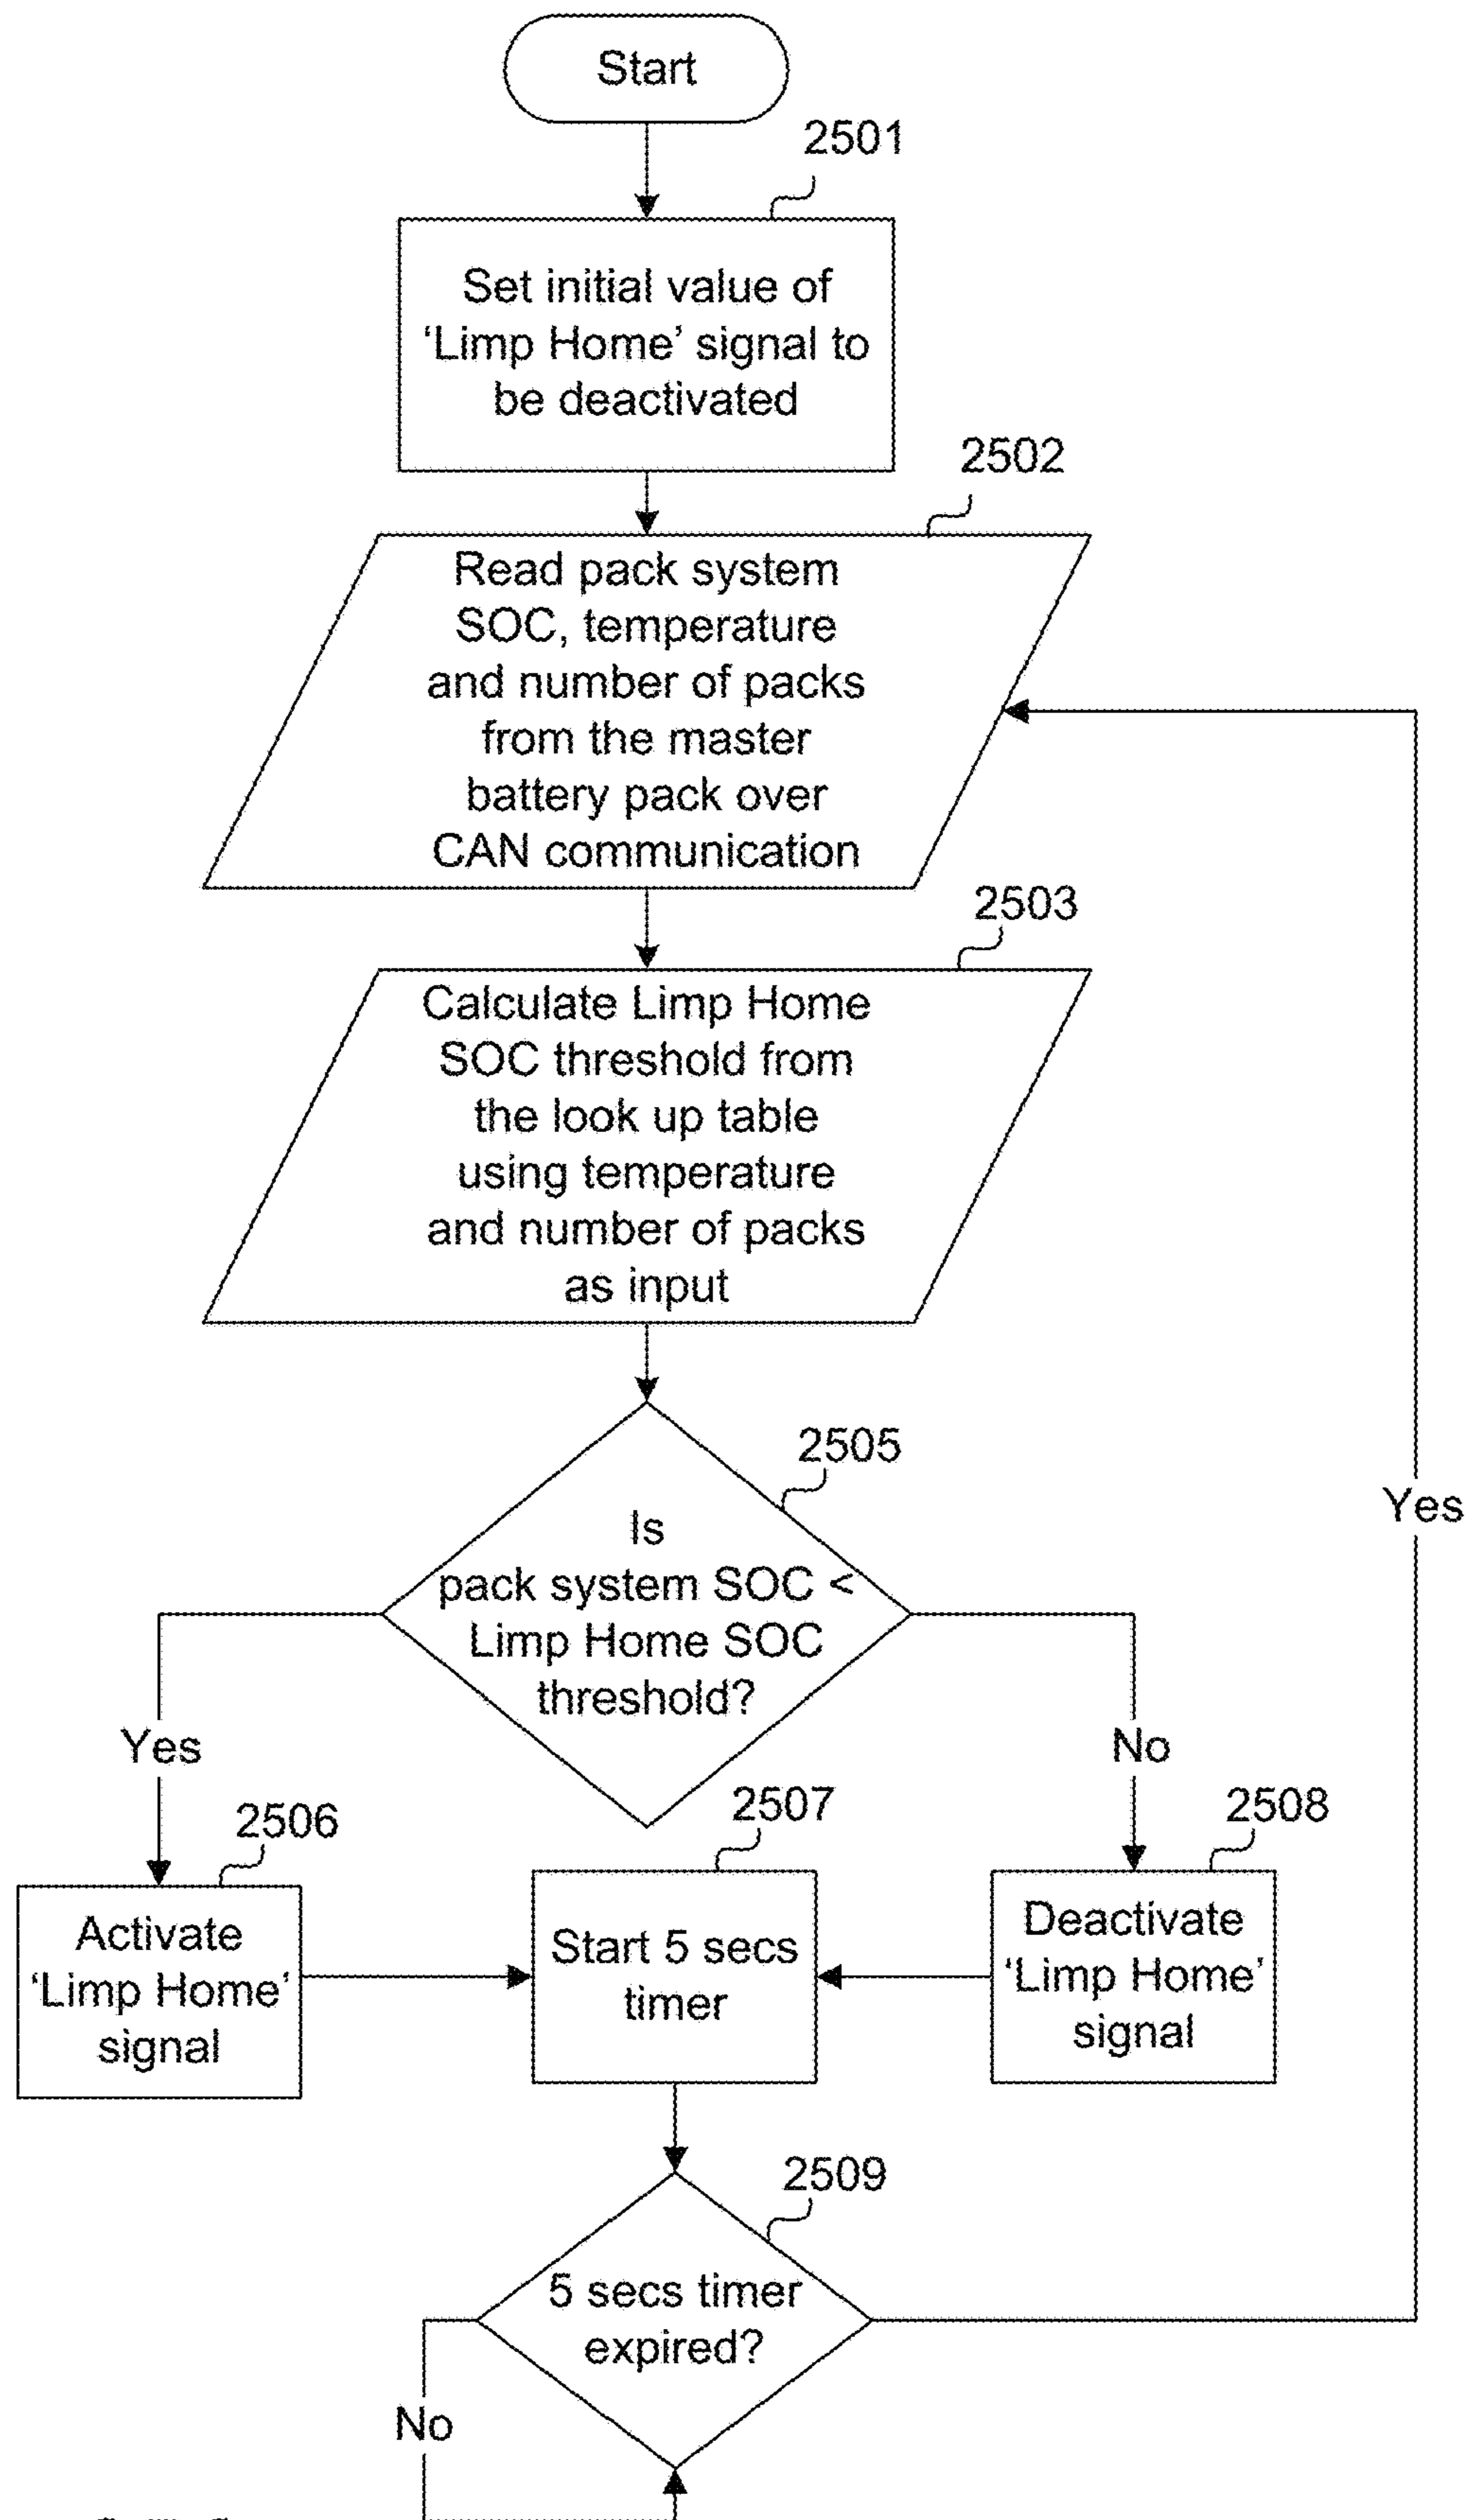 Start
2501
Set initial value of
‘Limp Home’ signal to
be deactivated
2502
Read pack system
SOC, temperature
and number of packs
from the master
battery pack over
CAN communication
2503
Calculate Limp Home
SOC threshold from
the look up table
using temperature
and number of packs
as input
2505
Is
pack system SOC <
Limp Home SOC
threshold?
Yes
Yes
No
2506
2507
2508
Activate
‘Limp Home’
signal
Start 5 secs
timer
Deactivate
‘Limp Home’
signal
2509
5 secs timer
expired?
No